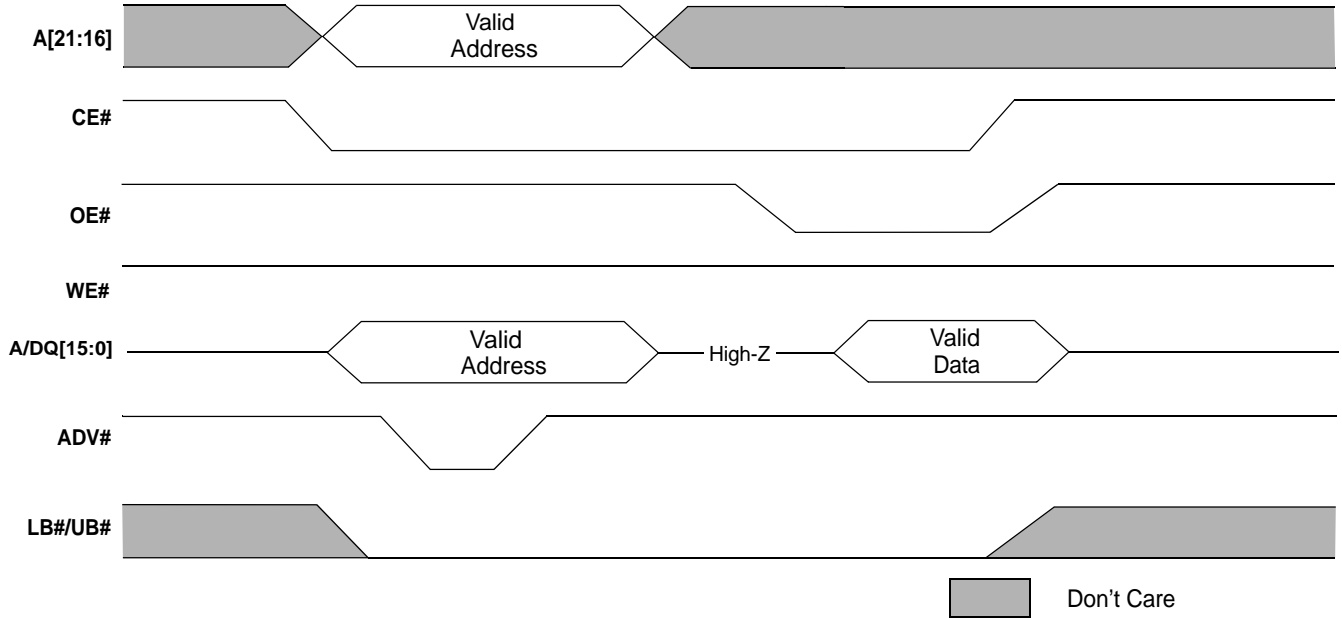 A[21:16]
Valid
Address
CE#
OE#
WE#
A/DQ[15:0]
Valid
Address
High-Z
Valid
Data
ADV#
LB#/UB#
Don't Care